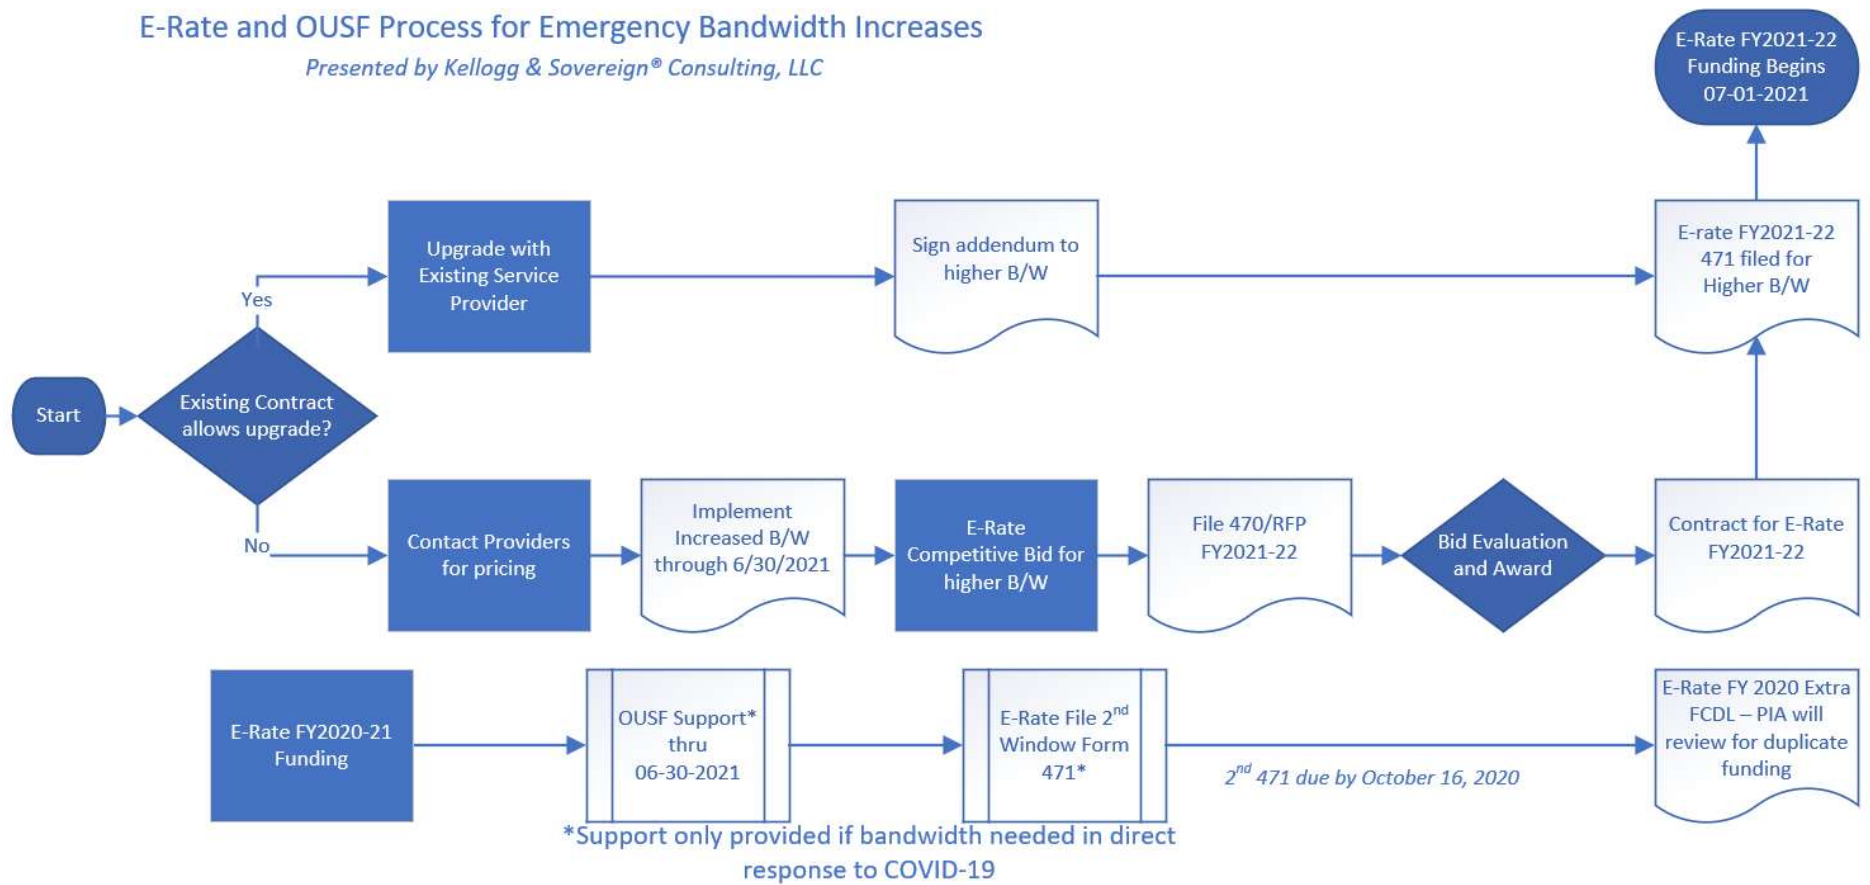 E-Rate and OUSF Process for Emergency Bandwidth Increases
Presented by Kellogg & Sovereign® Consulting, LLC
E-Rate FY2021-22
Funding Begins
07-01-2021
Upgrade with
Existing Service
Provider
Sign addendum to
higher B/W
E-rate FY2021-22
471 filed for
Higher B/W
Yes
Start
Existing Contract
allows upgrade?
No
Contact Providers
for pricing
Implement
Increased B/W
through 6/30/2021
E-Rate
Competitive Bid for
higher B/W
File 470/RFP
FY2021-22
Bid Evaluation
and Award
Contract for E-Rate
FY2021-22
E-Rate FY2020-21
Funding
OUSF Support*
thru
06-30-2021
E-Rate File 2nd
Window Form
471*
2nd 471 due by October 16, 2020
E-Rate FY 2020 Extra
FCDL – PIA will
review for duplicate
funding
*Support only provided if bandwidth needed in direct
response to COVID-19